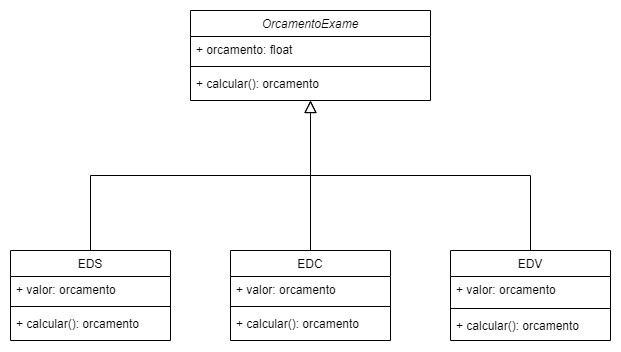 OrcamentoExame
+ orcamento: float
+ calcular(): orcamento
EDS
+ valor: orcamento
+ calcular(): orcamento
EDC
+ valor: orcamento
+ calcular(): orcamento
EDV
+ valor: orcamento
+ calcular(): orcamento